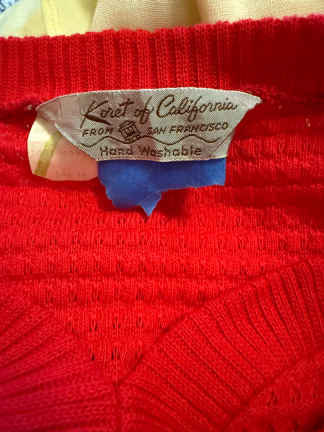 Koret of California
FROM SAN FRANCISCO
Hand Washable